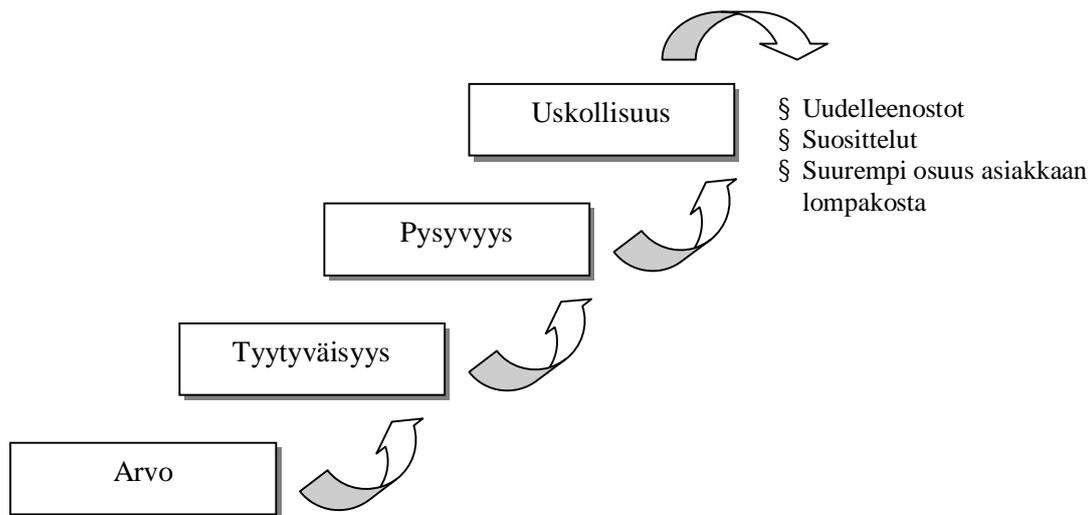 Uskollisuus
§ Uudelleenostot
§ Suosittelut
§ Suurempi osuus asiakkaan
lompakosta
Pysyvyys
Tyytyväisyys
Arvo